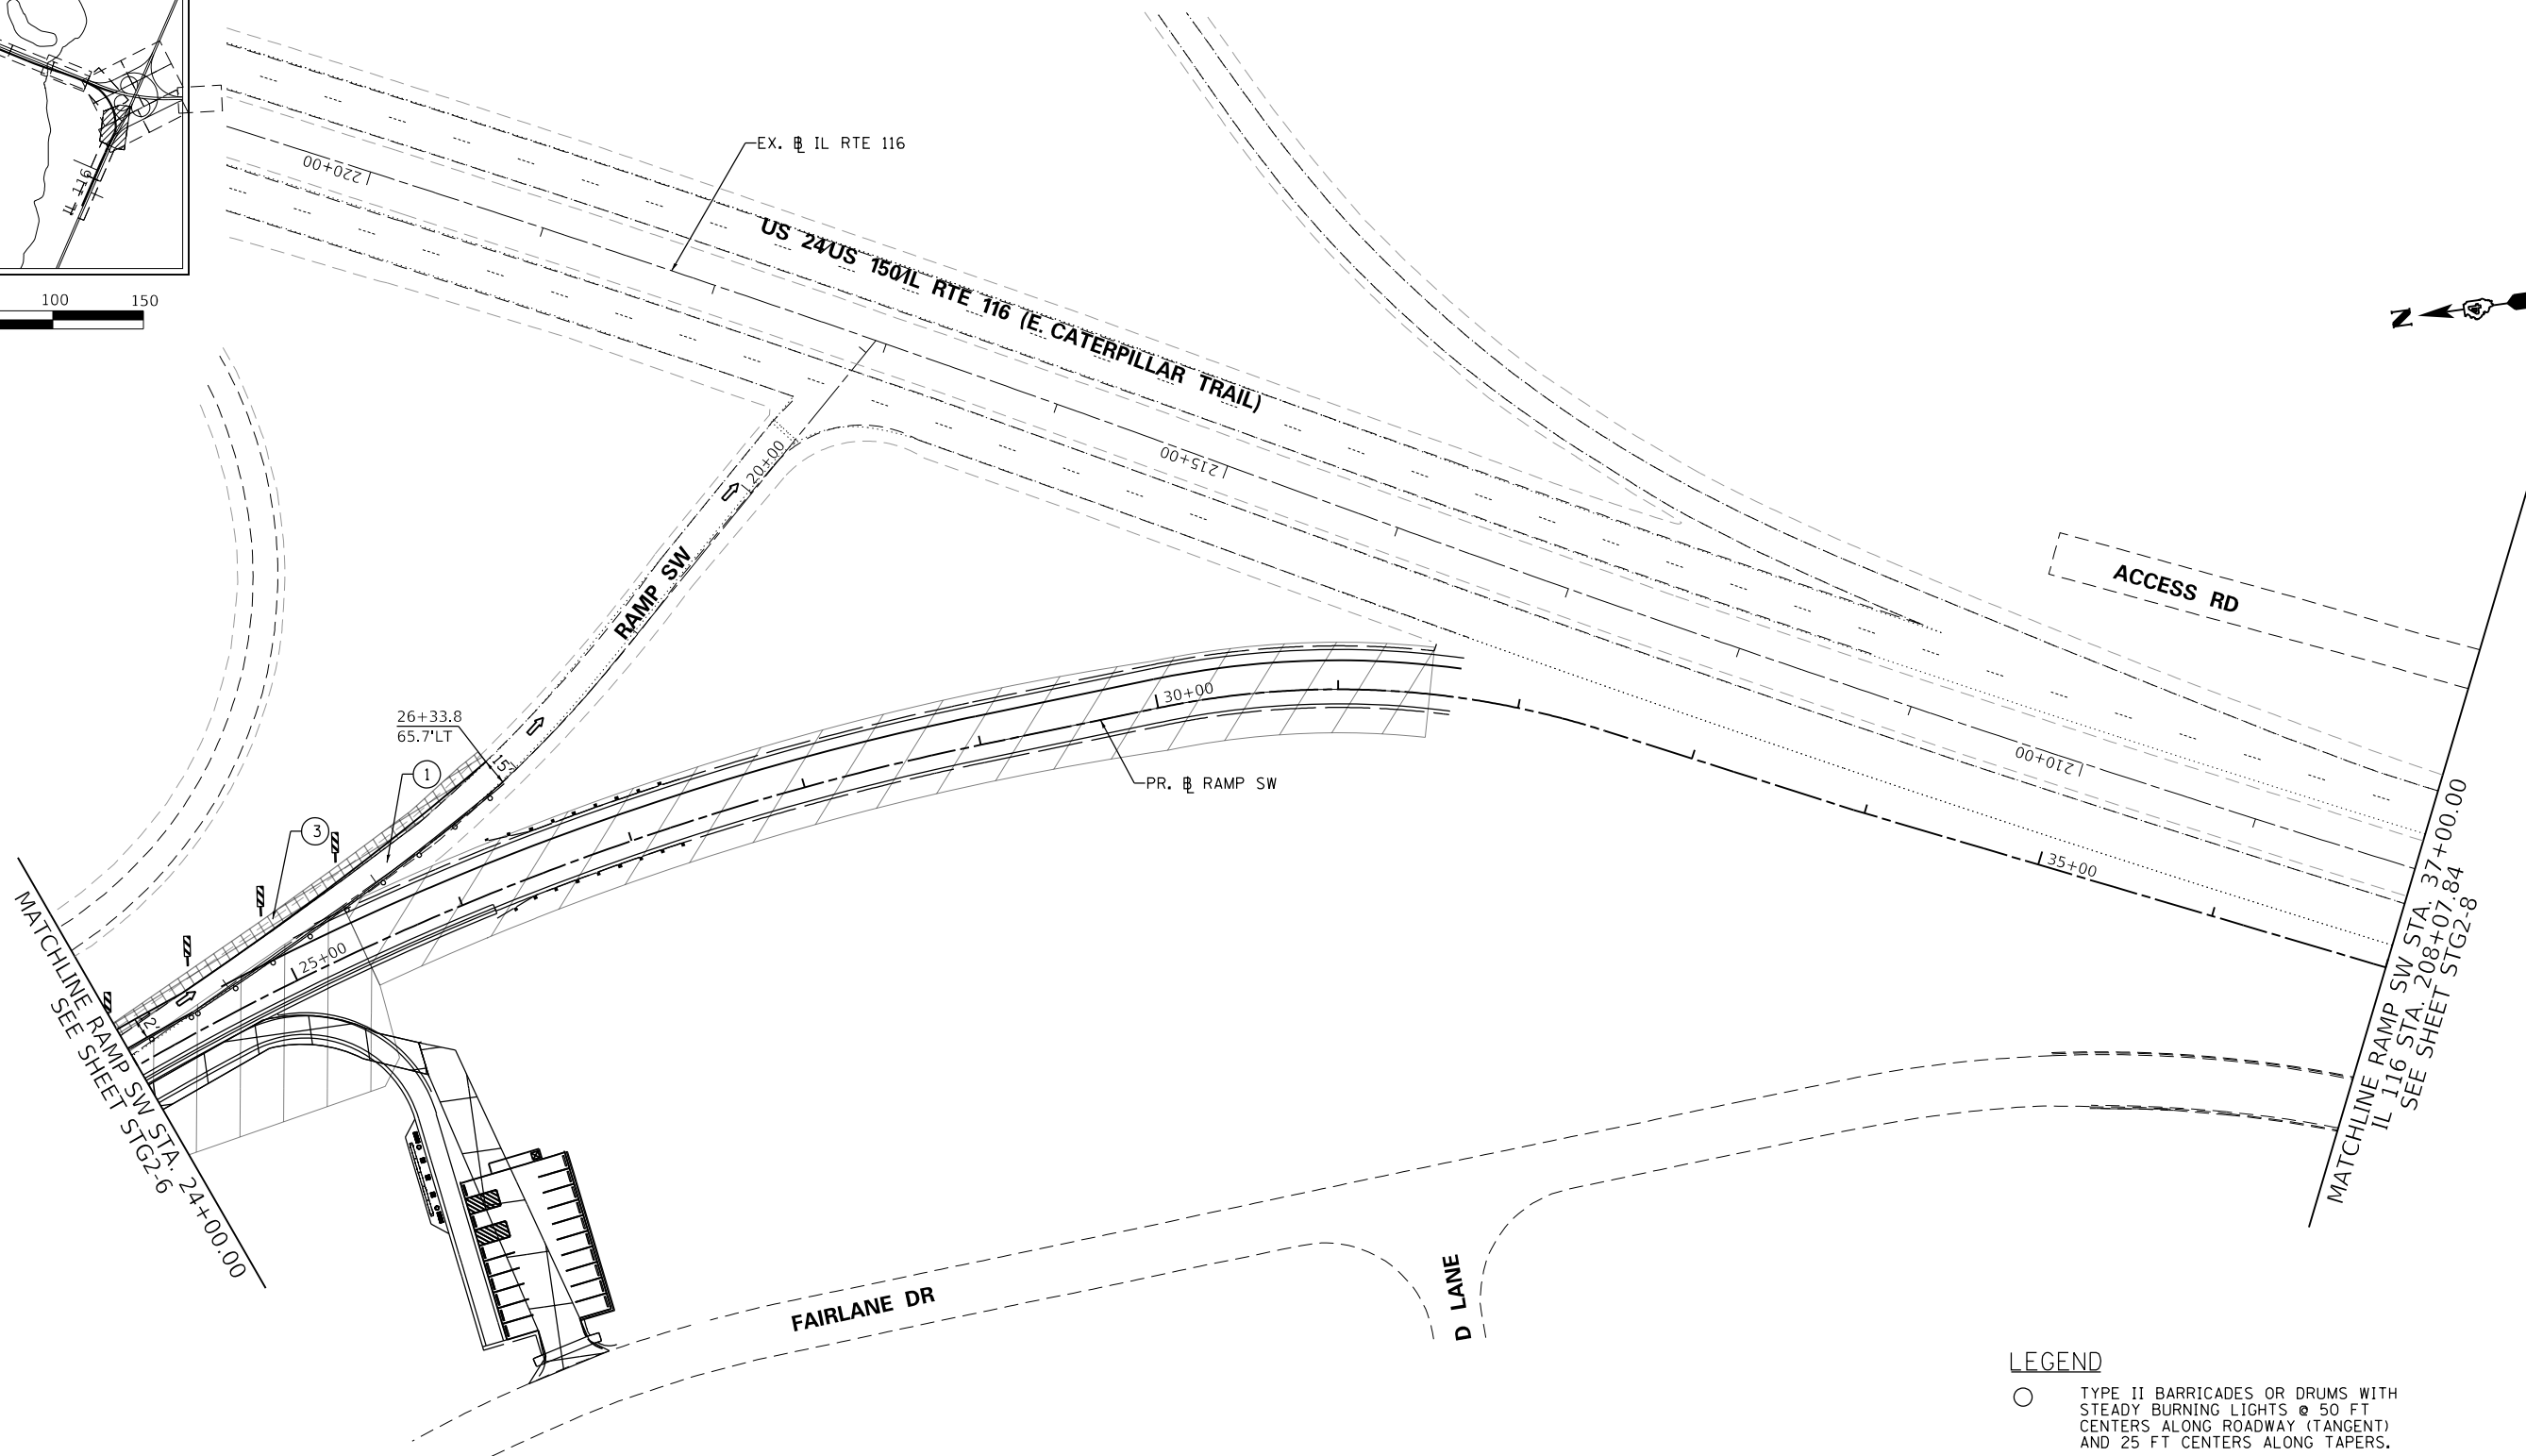 IL 116
100 150
EX. BL IL RTE 116
220+00
US 24/US 150/IL RTE 116 (E. CATERPILLAR TRAIL)
N
215+00
20+00
RAMP SW
ACCESS RD
30+00
26+33.8
65.7'LT
15'
1
PR. BL RAMP SW
210+00
3
35+00
25+00
MATCHLINE RAMP SW STA. 24+00.00
SEE SHEET STG2-6
MATCHLINE RAMP SW STA. 37+00.00
IL 116 STA. 208+07.84
SEE SHEET STG2-8
FAIRLANE DR
D LANE
LEGEND
TYPE II BARRICADES OR DRUMS WITH
STEADY BURNING LIGHTS @ 50 FT
CENTERS ALONG ROADWAY (TANGENT)
AND 25 FT CENTERS ALONG TAPERS.